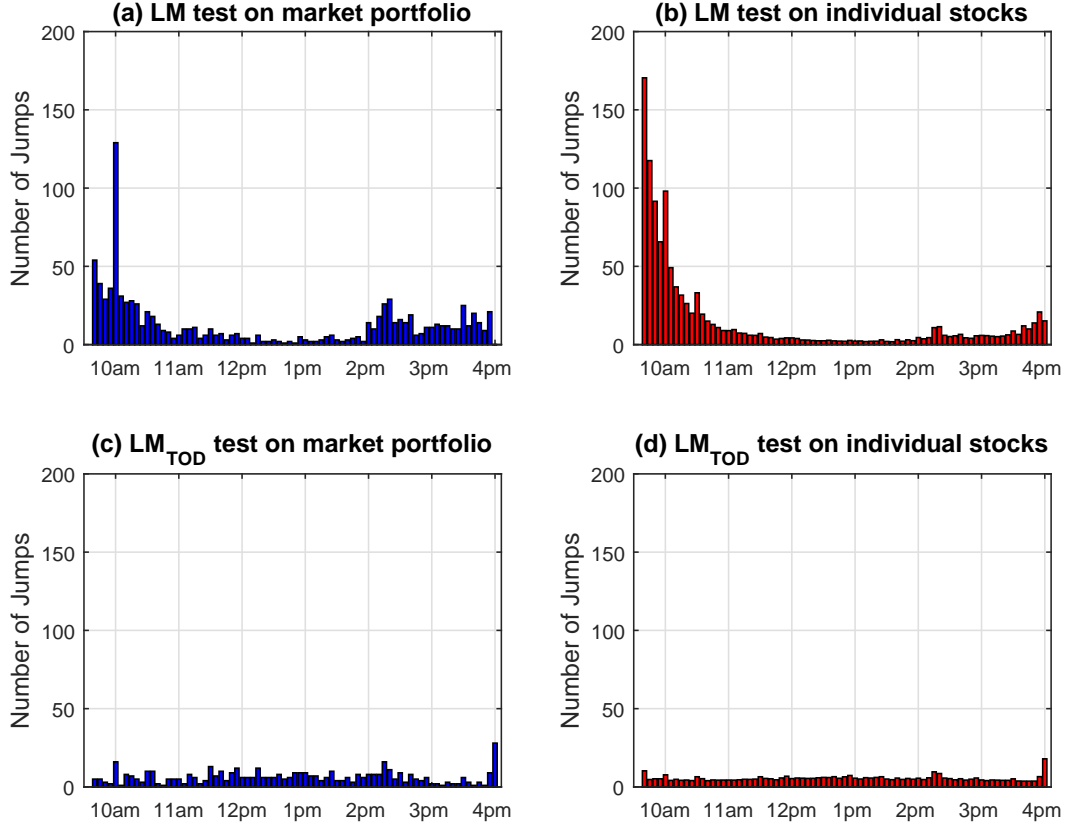 (a) LM test on market portfolio
Number of Jumps
200
150
100
50
0
10am 11am 12pm 1pm 2pm 3pm 4pm
(b) LM test on individual stocks
Number of Jumps
200
150
100
50
0
10am 11am 12pm 1pm 2pm 3pm 4pm
(c) LM_TOD test on market portfolio
Number of Jumps
200
150
100
50
0
10am 11am 12pm 1pm 2pm 3pm 4pm
(d) LM_TOD test on individual stocks
Number of Jumps
200
150
100
50
0
10am 11am 12pm 1pm 2pm 3pm 4pm